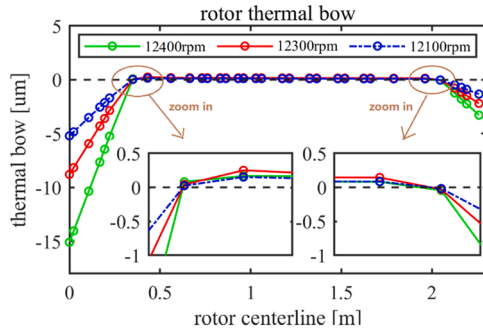 rotor thermal bow
5
0
-5
-10
-15
thermal bow [um]
12400rpm 12300rpm 12100rpm
zoom in zoom in
0.5 0.5
0 0
-0.5 -0.5
-1 -1
0 0.5 1 1.5 2
rotor centerline [m]